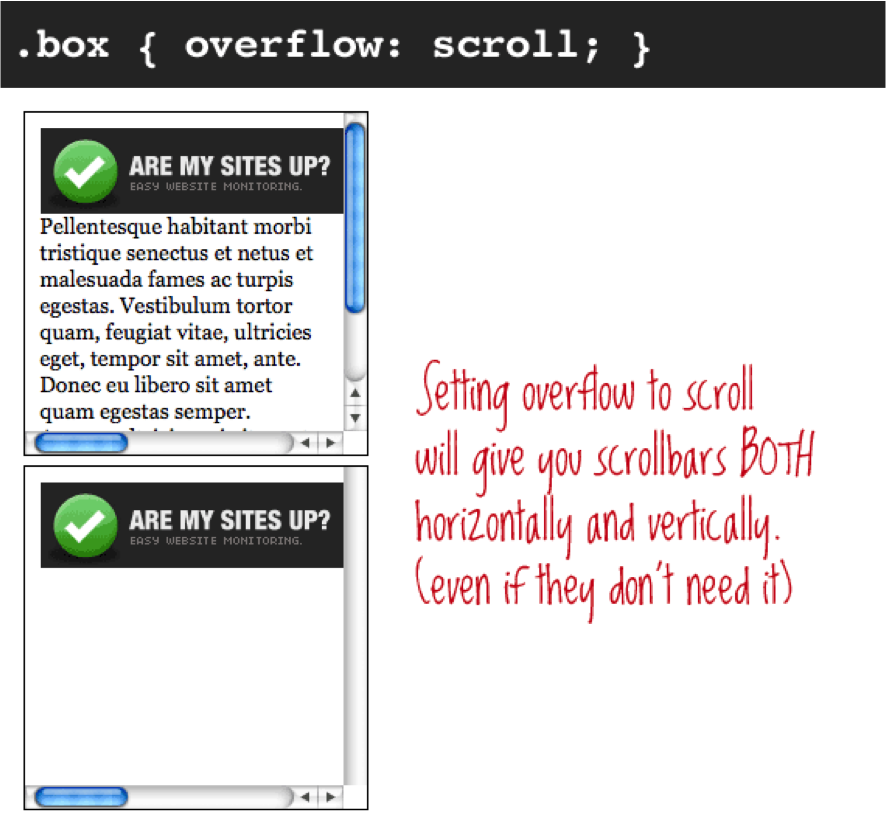 .box { overflow: scroll; }
ARE MY SITES UP?
EASY WEBSITE MONITORING.
Pellentesque habitant morbi
tristique senectus et netus et
malesuada fames ac turpis
egestas. Vestibulum tortor
quam, feugiat vitae, ultricies
eget, tempor sit amet, ante.
Donec eu libero sit amet
quam egestas semper.
ARE MY SITES UP?
EASY WEBSITE MONITORING.
Setting overflow to scroll
will give you scrollbars BOTH
horizontally and vertically.
(even if they don't need it)